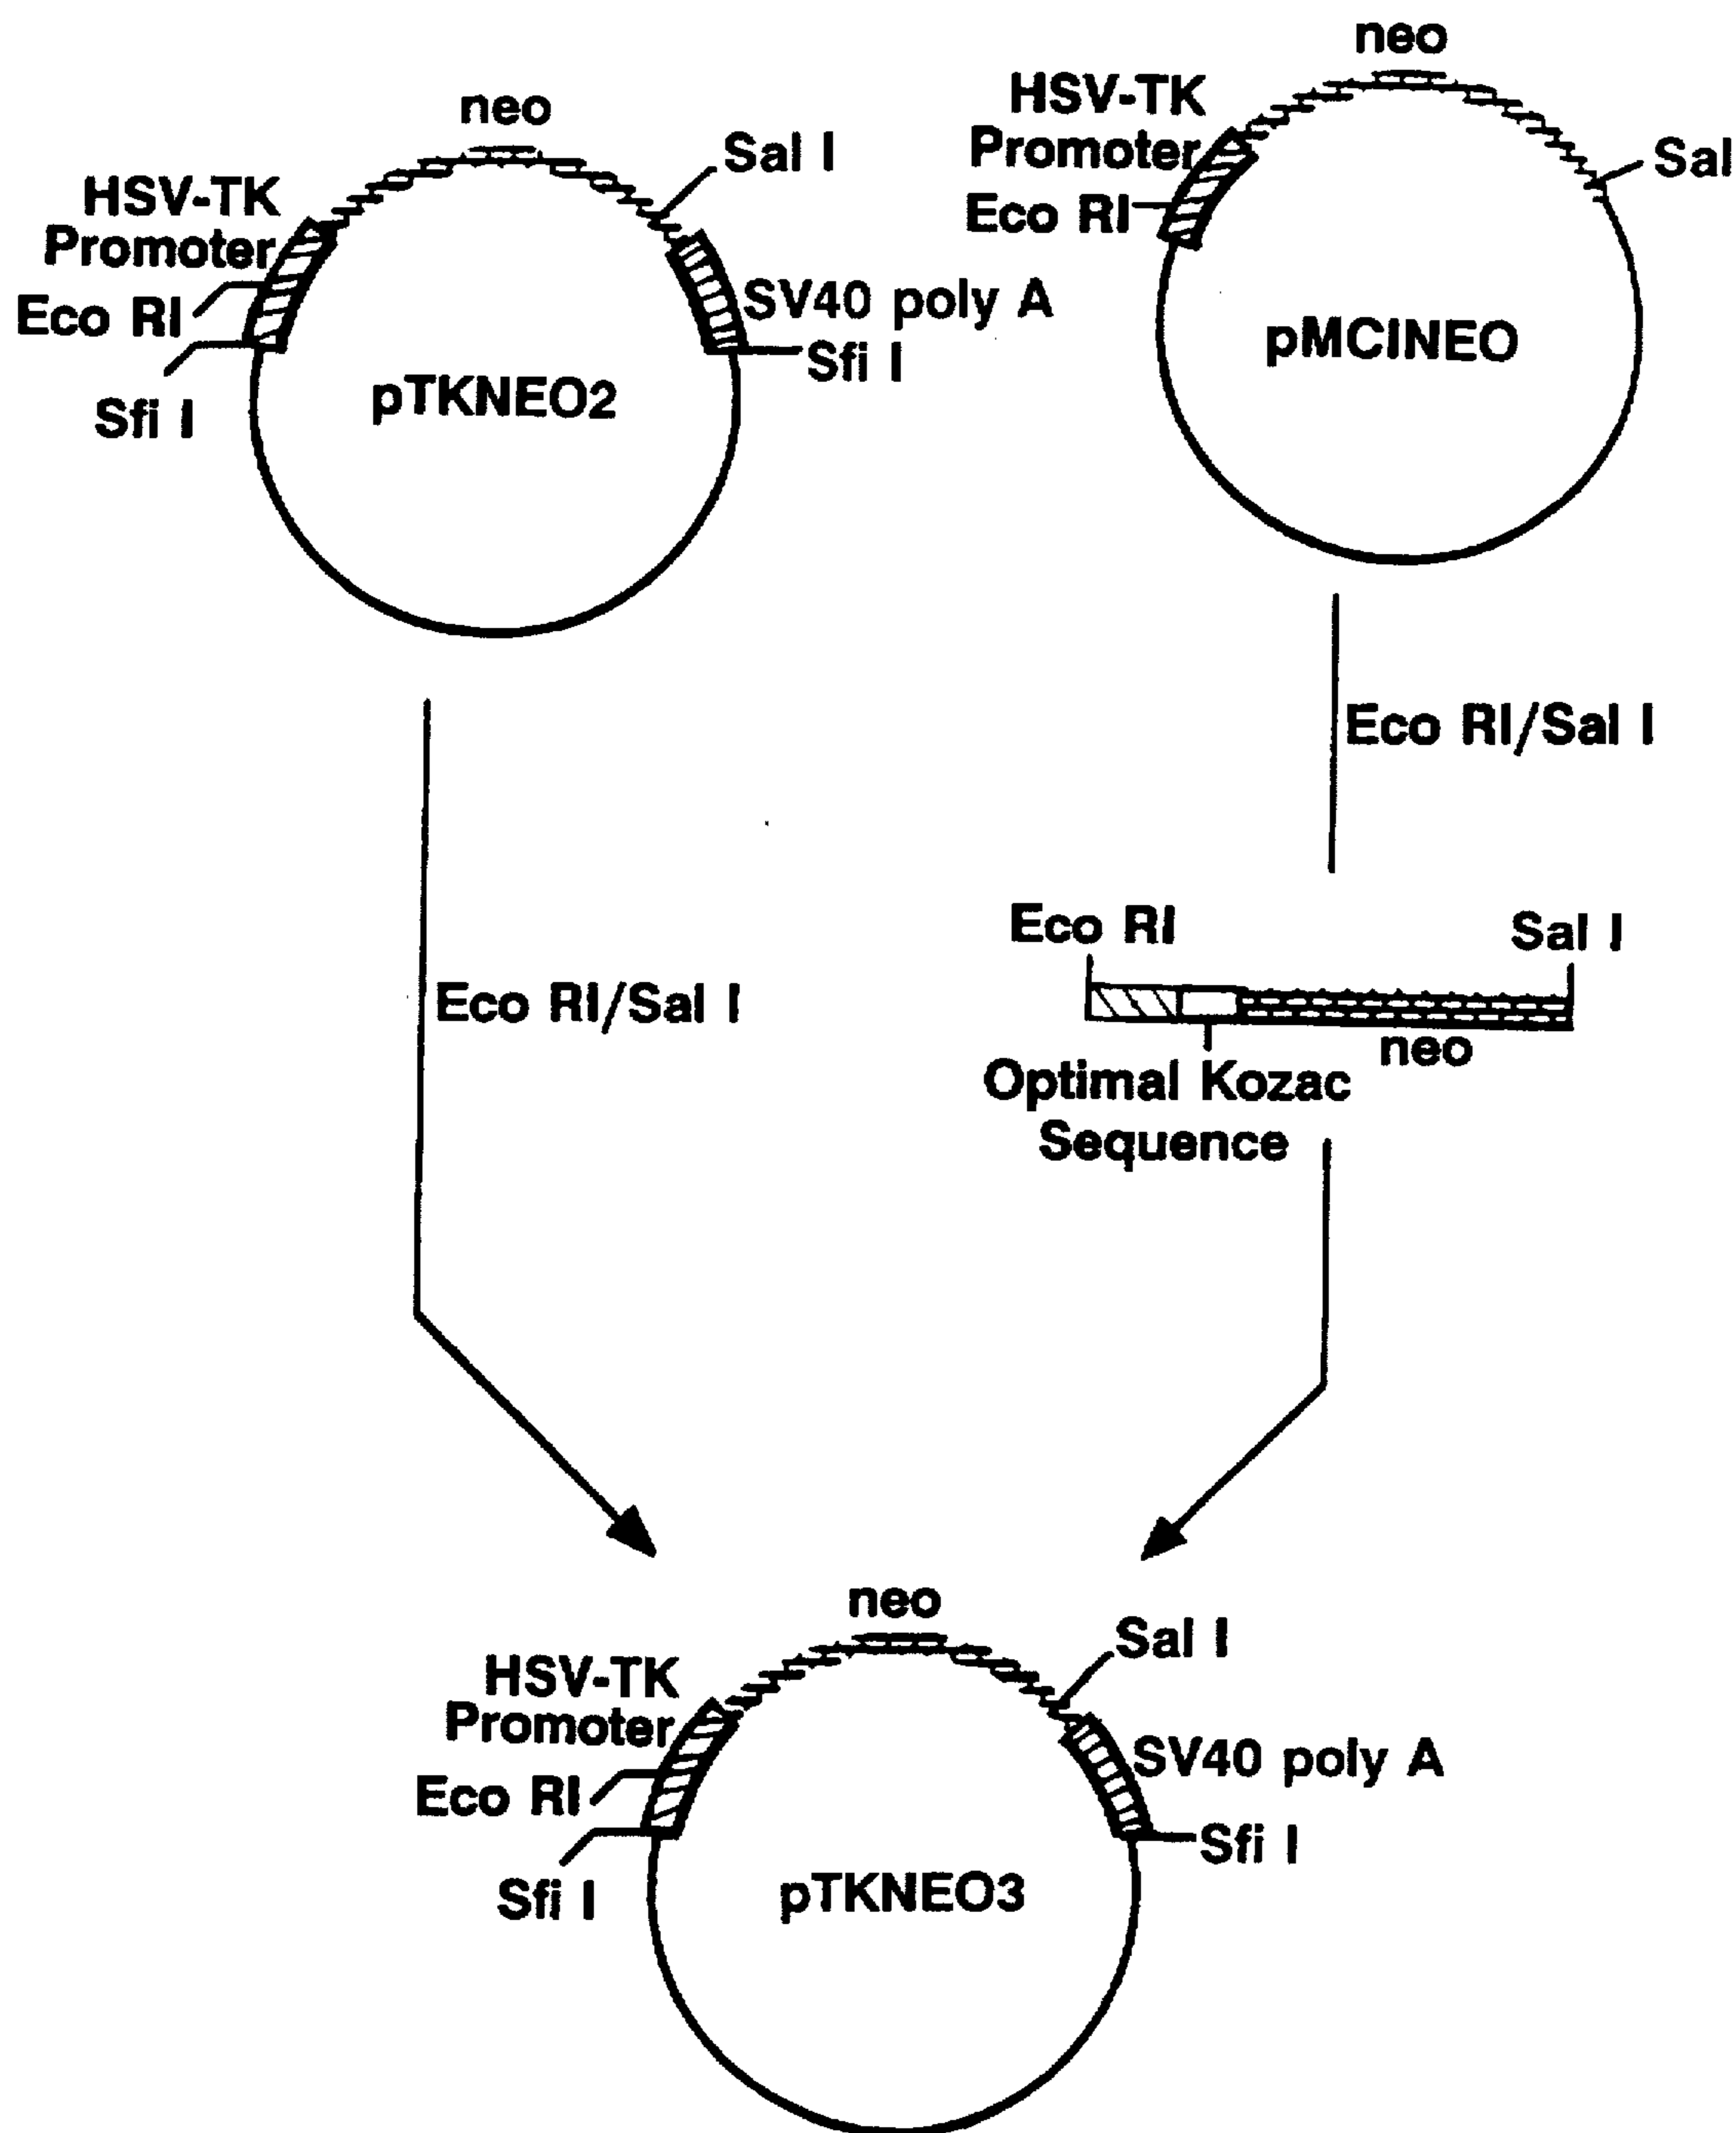 neo
HSV-TK
Promoter
Eco RI
Sfi I
Sal I
SV40 poly A
Sfi I
pTKNEO2
neo
HSV-TK
Promoter
Eco RI
Sal
pMCINEO
Eco RI/Sal I
Eco RI
Sal I
neo
Optimal Kozac
Sequence
Eco RI/Sal I
neo
HSV-TK
Promoter
Eco RI
Sfi I
Sal I
SV40 poly A
Sfi I
pTKNEO3